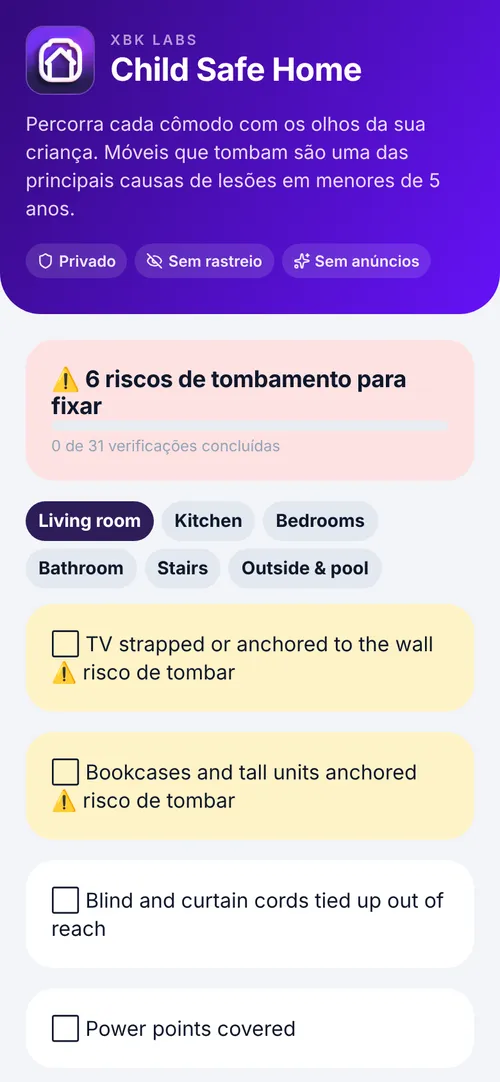 XBK LABS
Child Safe Home
Percorra cada cômodo com os olhos da sua
criança. Móveis que tombam são uma das
principais causas de lesões em menores de 5
anos.
Privado
Sem rastreio
Sem anúncios
⚠️ 6 riscos de tombamento para
fixar
0 de 31 verificações concluídas
Living room
Kitchen
Bedrooms
Bathroom
Stairs
Outside & pool
TV strapped or anchored to the wall
⚠️ risco de tombar
Bookcases and tall units anchored
⚠️ risco de tombar
Blind and curtain cords tied up out of
reach
Power points covered